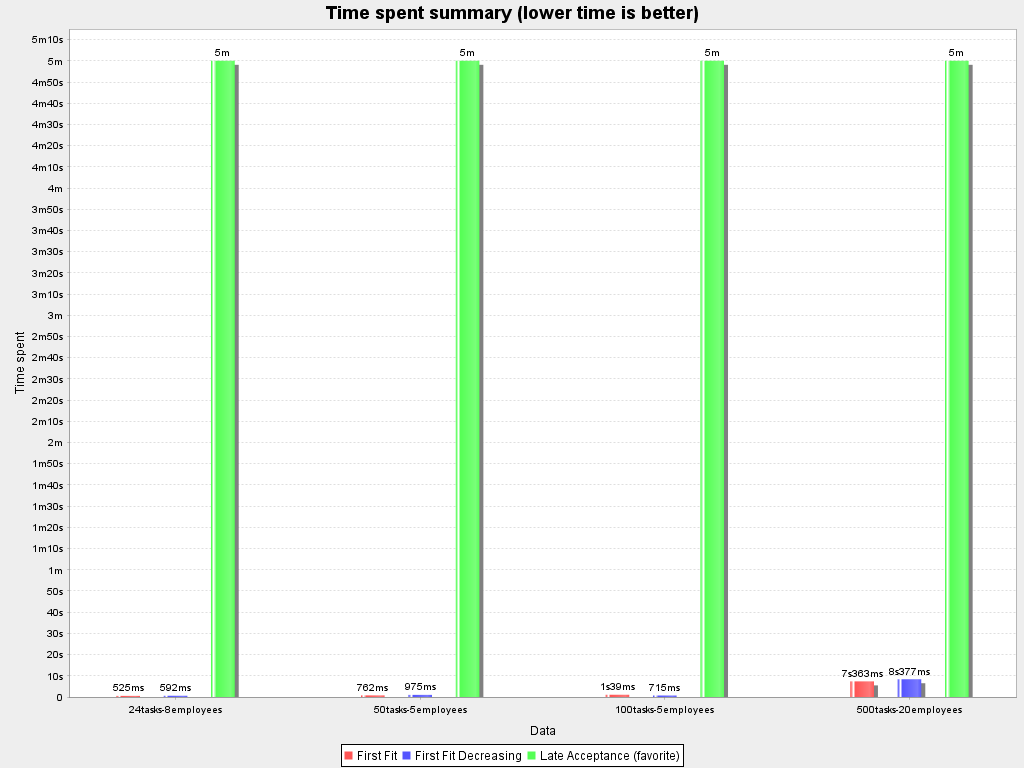 Time spent summary (lower time is better)
5m10s
5m
4m50s
4m40s
4m30s
4m20s
4m10s
4m
3m50s
3m40s
3m30s
3m20s
3m10s
3m
2m50s
2m40s
2m30s
2m20s
2m10s
2m
1m50s
1m40s
1m30s
1m20s
1m10s
1m
50s
40s
30s
20s
10s
0
Time spent
5m 5m 5m 5m
525ms 592ms 762ms 975ms 1s39ms 715ms 7s363ms 8s377ms
24tasks-8employees 50tasks-5employees 100tasks-5employees 500tasks-20employees
Data
First Fit First Fit Decreasing Late Acceptance (favorite)